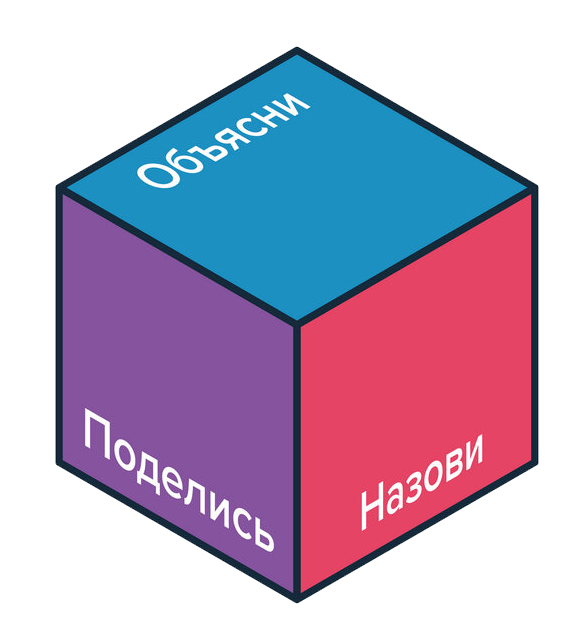 Объясни
Поделись
Назови